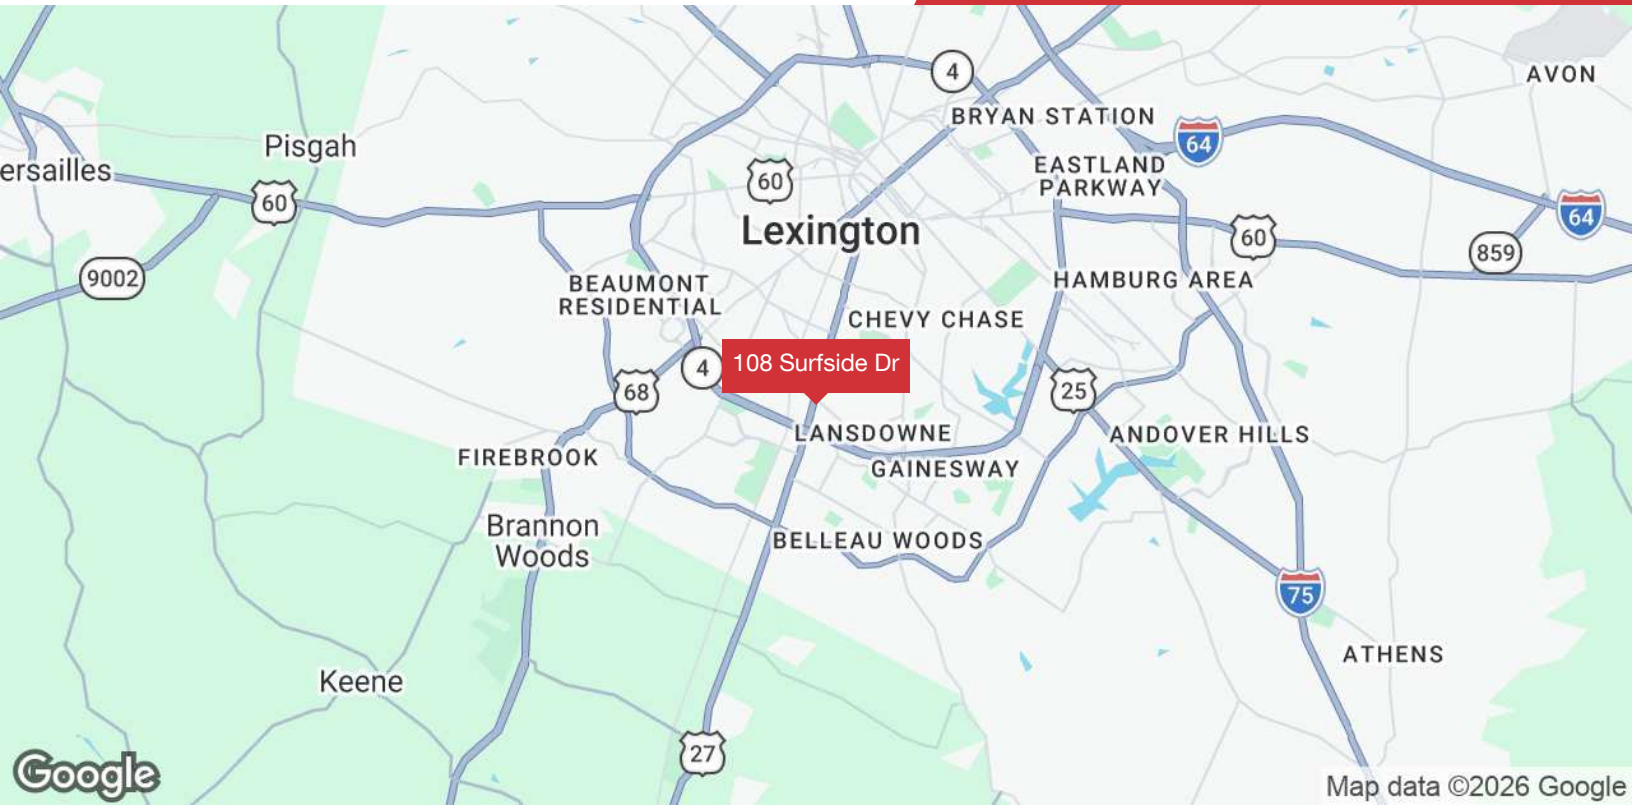 4
AVON
BRYAN STATION
64
Pisgah
EASTLAND
PARKWAY
ersailles
60
60
64
Lexington
60
859
9002
BEAUMONT
RESIDENTIAL
HAMBURG AREA
CHEVY CHASE
108 Surfside Dr
4
68
25
LANSDOWNE
ANDOVER HILLS
FIREBROOK
GAINESWAY
Brannon
Woods
BELLEAU WOODS
75
ATHENS
Keene
27
Google
Map data ©2026 Google